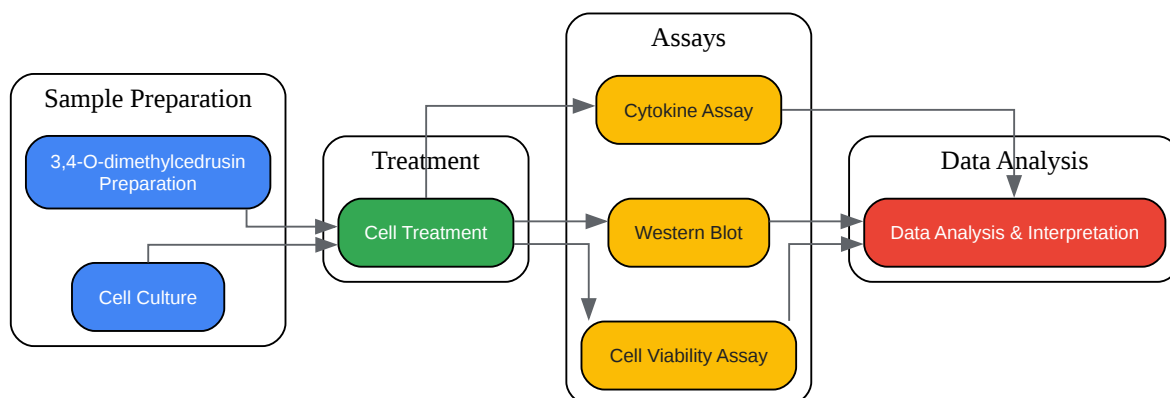 Sample Preparation
3,4-O-dimethylcedrusin
Preparation
Cell Culture
Treatment
Cell Treatment
Assays
Cytokine Assay
Western Blot
Cell Viability Assay
Data Analysis
Data Analysis & Interpretation